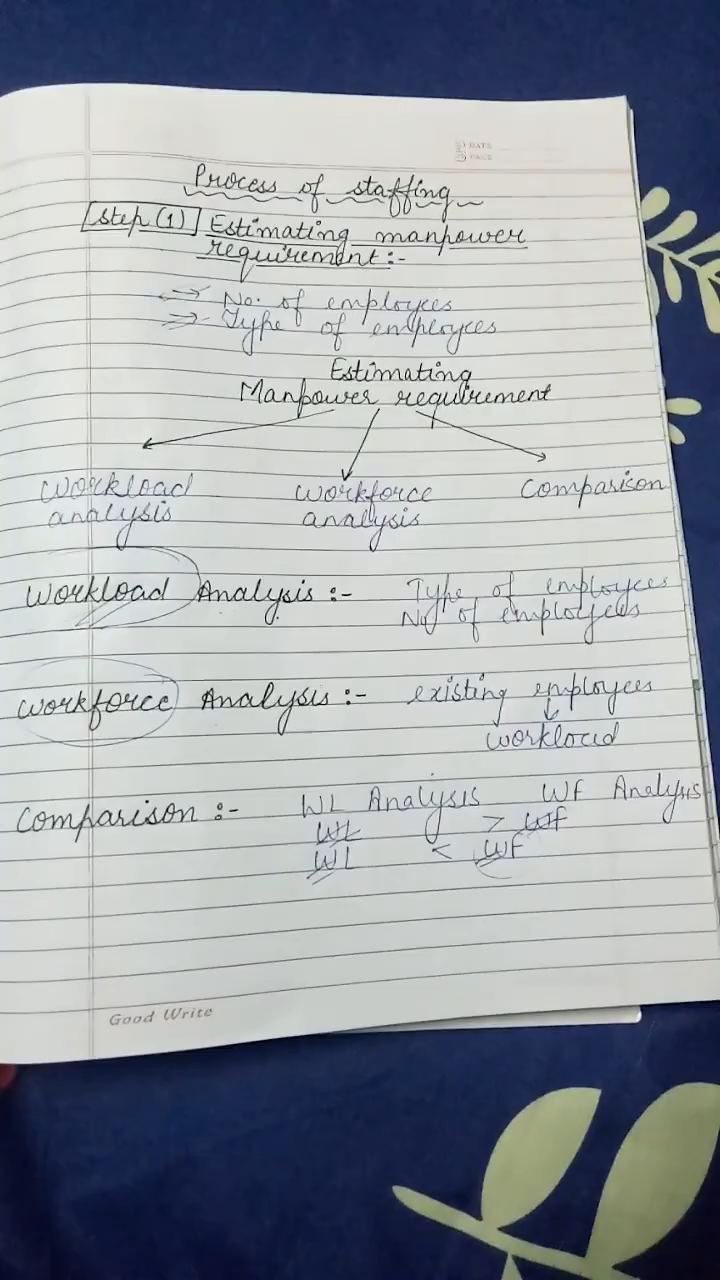 DATE
PAGE
Process of staffing
[Step (1)] Estimating manpower
requirement:-
⇒ No. of employees
⇒ Type of employees
Estimating
Manpower requirement
Workload analysis
Workforce analysis
Comparison
Workload Analysis :- Type of employees
No of employees
Workforce Analysis :- existing employees
↓
workload
Comparison :- WL Analysis WF Analysis
WL > WF
WL < WF
Good Write